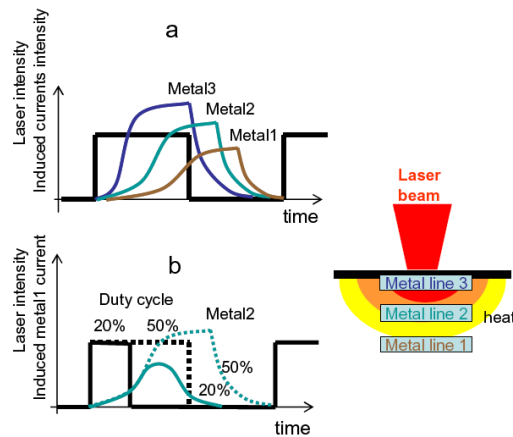 a
Laser intensity
Induced currents intensity
Metal3
Metal2
Metal1
time
b
Laser intensity
Induced metal1 current
Duty cycle
20%
50%
Metal2
50%
20%
time
Laser
beam
Metal line 3
Metal line 2
heat
Metal line 1